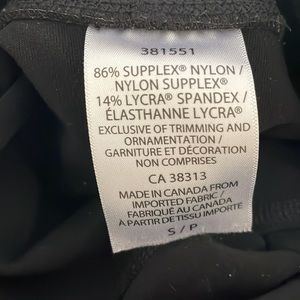 381551
86% SUPPLEX® NYLON /
NYLON SUPPLEX®
14% LYCRA® SPANDEX /
ÉLASTHANNE LYCRA®
EXCLUSIVE OF TRIMMING AND
ORNAMENTATION /
GARNITURE ET DÉCORATION
NON COMPRISES
CA 38313
MADE IN CANADA FROM
IMPORTED FABRIC /
FABRIQUÉ AU CANADA
À PARTIR DE TISSU IMPORTÉ
S / P